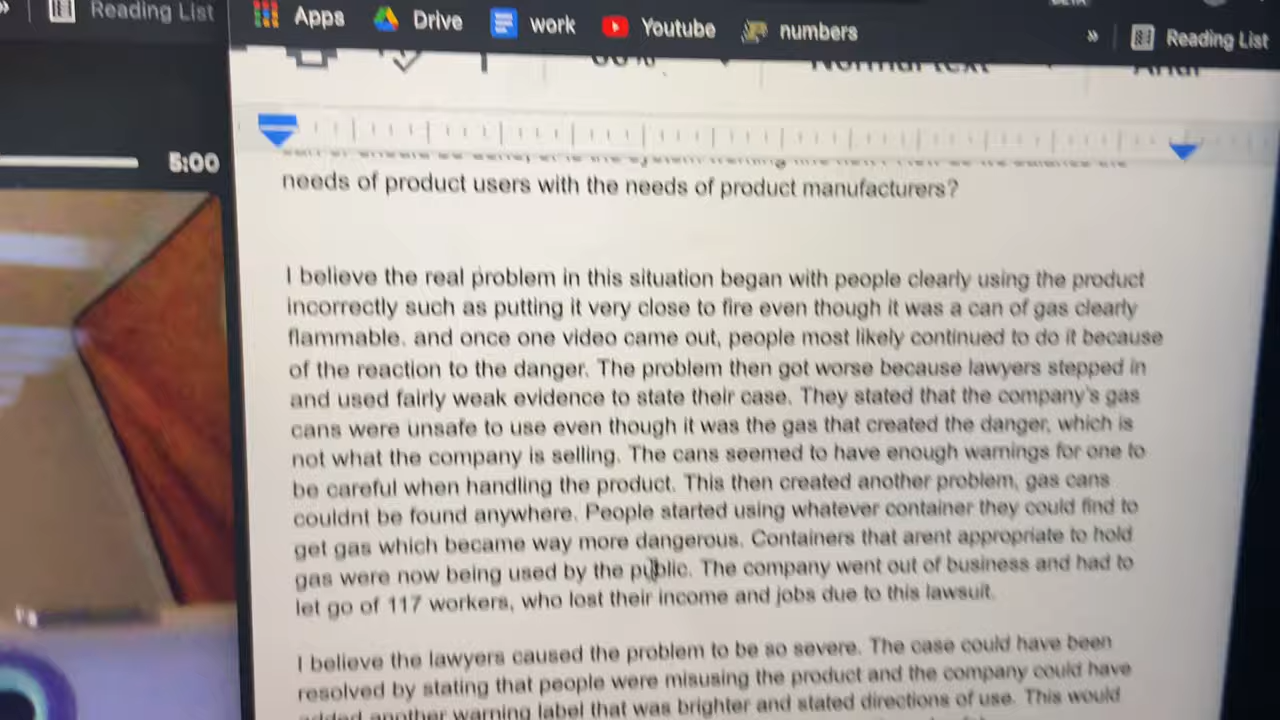 » Reading List
Apps Drive work Youtube numbers » Reading List
Normal text Arial
5:00
needs of product users with the needs of product manufacturers?
I believe the real problem in this situation began with people clearly using the product
incorrectly such as putting it very close to fire even though it was a can of gas clearly
flammable, and once one video came out, people most likely continued to do it because
of the reaction to the danger. The problem then got worse because lawyers stepped in
and used fairly weak evidence to state their case. They stated that the company's gas
cans were unsafe to use even though it was the gas that created the danger, which is
not what the company is selling. The cans seemed to have enough warnings for one to
be careful when handling the product. This then created another problem, gas cans
couldnt be found anywhere. People started using whatever container they could find to
get gas which became way more dangerous. Containers that arent appropriate to hold
gas were now being used by the public. The company went out of business and had to
let go of 117 workers, who lost their income and jobs due to this lawsuit.
I believe the lawyers caused the problem to be so severe. The case could have been
resolved by stating that people were misusing the product and the company could have
added another warning label that was brighter and stated directions of use. This would